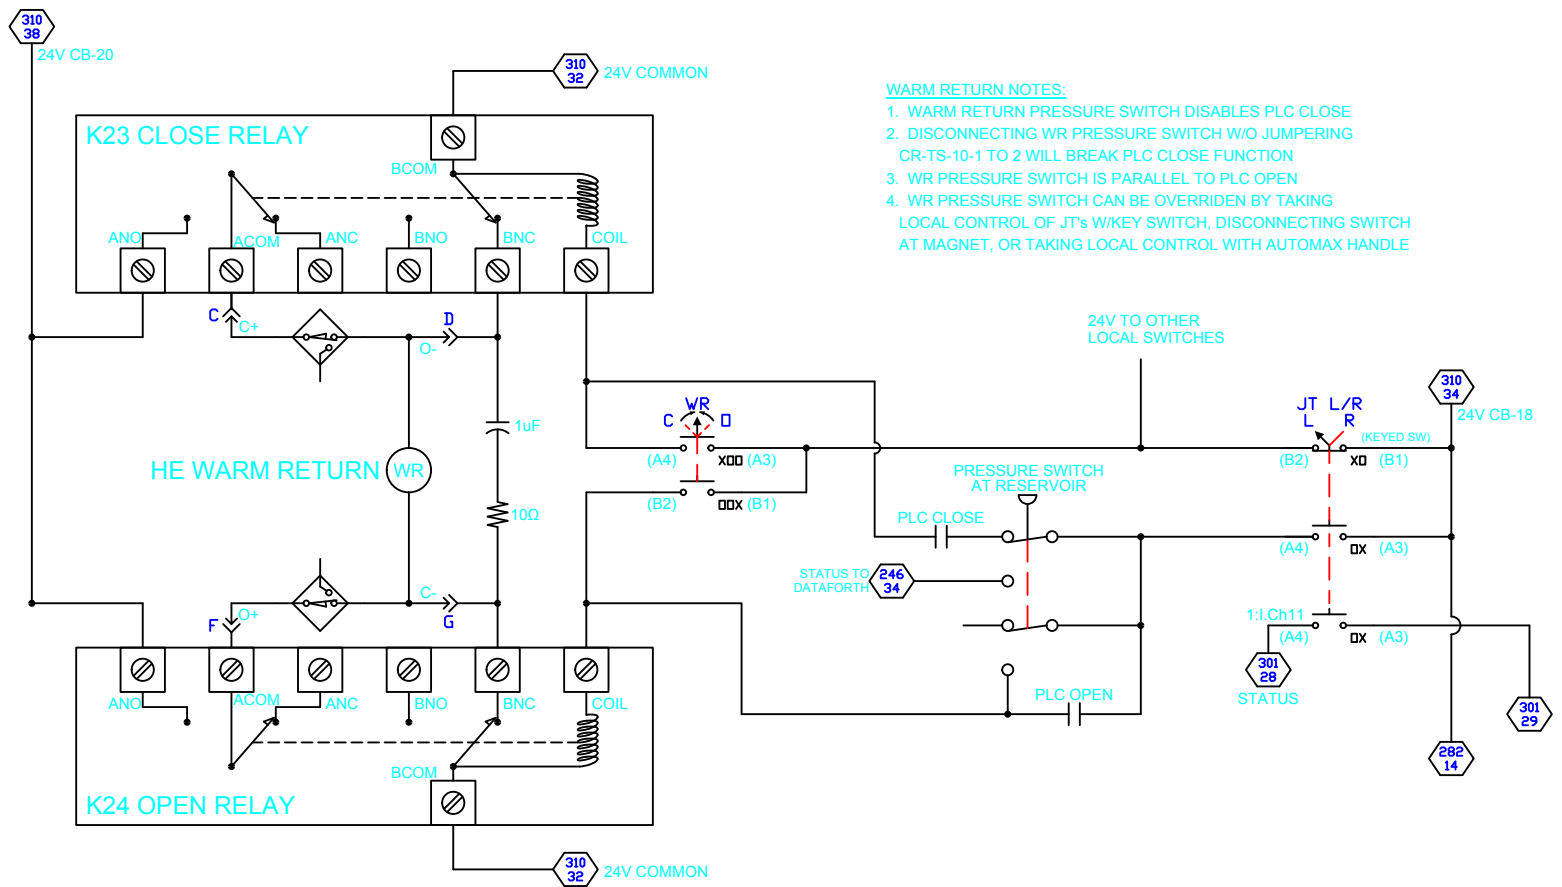 310
38
24V CB-20
310
32
24V COMMON
WARM RETURN NOTES:
1. WARM RETURN PRESSURE SWITCH DISABLES PLC CLOSE
2. DISCONNECTING WR PRESSURE SWITCH W/O JUMPERING
CR-TS-10-1 TO 2 WILL BREAK PLC CLOSE FUNCTION
3. WR PRESSURE SWITCH IS PARALLEL TO PLC OPEN
4. WR PRESSURE SWITCH CAN BE OVERRIDEN BY TAKING
LOCAL CONTROL OF JT's W/KEY SWITCH, DISCONNECTING SWITCH
AT MAGNET, OR TAKING LOCAL CONTROL WITH AUTOMAX HANDLE
K23 CLOSE RELAY
BCOM
ANO
ACOM
ANC
BNO
BNC
COIL
C
C+
D
O-
24V TO OTHER
LOCAL SWITCHES
310
34
24V CB-18
WR
C
O
JT L/R
L
R
(KEYED SW)
1uF
(A4)
XOO (A3)
(B2)
XO (B1)
HE WARM RETURN
WR
PRESSURE SWITCH
AT RESERVOIR
(B2)
OOX (B1)
10Ω
PLC CLOSE
(A4)
OX (A3)
STATUS TO
DATAFORTH
246
34
F
O+
C-
G
1:I.Ch11
(A4)
OX (A3)
301
28
STATUS
ANO
ACOM
ANC
BNO
BNC
COIL
PLC OPEN
301
29
282
14
BCOM
K24 OPEN RELAY
310
32
24V COMMON